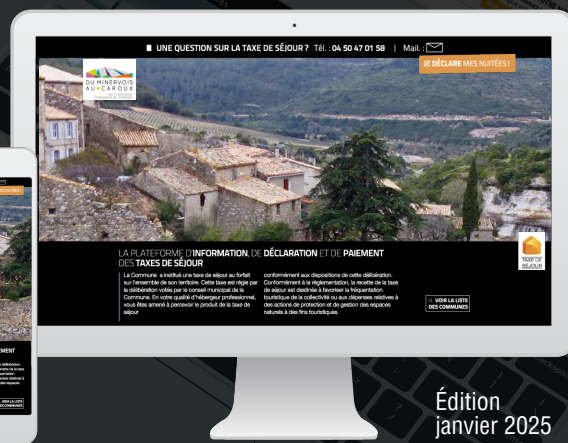 UNE QUESTION SUR LA TAXE DE SÉJOUR ? Tél. : 04 50 47 01 58 | Mail. :
JE DÉCLARE MES NUITÉES !
DU MINERVOIS
AU CAROUX
LA PLATEFORME D'INFORMATION, DE DÉCLARATION ET DE PAIEMENT
DES TAXES DE SÉJOUR
La Commune a institué une taxe de séjour au forfait
sur l'ensemble de son territoire. Cette taxe est régie par
la délibération votée par le conseil municipal de la
Commune. En votre qualité d'hébergeur professionnel,
vous êtes amené à percevoir le produit de la taxe de
séjour
conformément aux dispositions de cette délibération.
Conformément à la réglementation, la recette de la taxe
de séjour est destinée à favoriser la fréquentation
touristique de la collectivité ou aux dépenses relatives à
des actions de protection et de gestion des espaces
naturels à des fins touristiques.
TAXE DE
SÉJOUR
VOIR LA LISTE
DES COMMUNES
Édition
janvier 2025